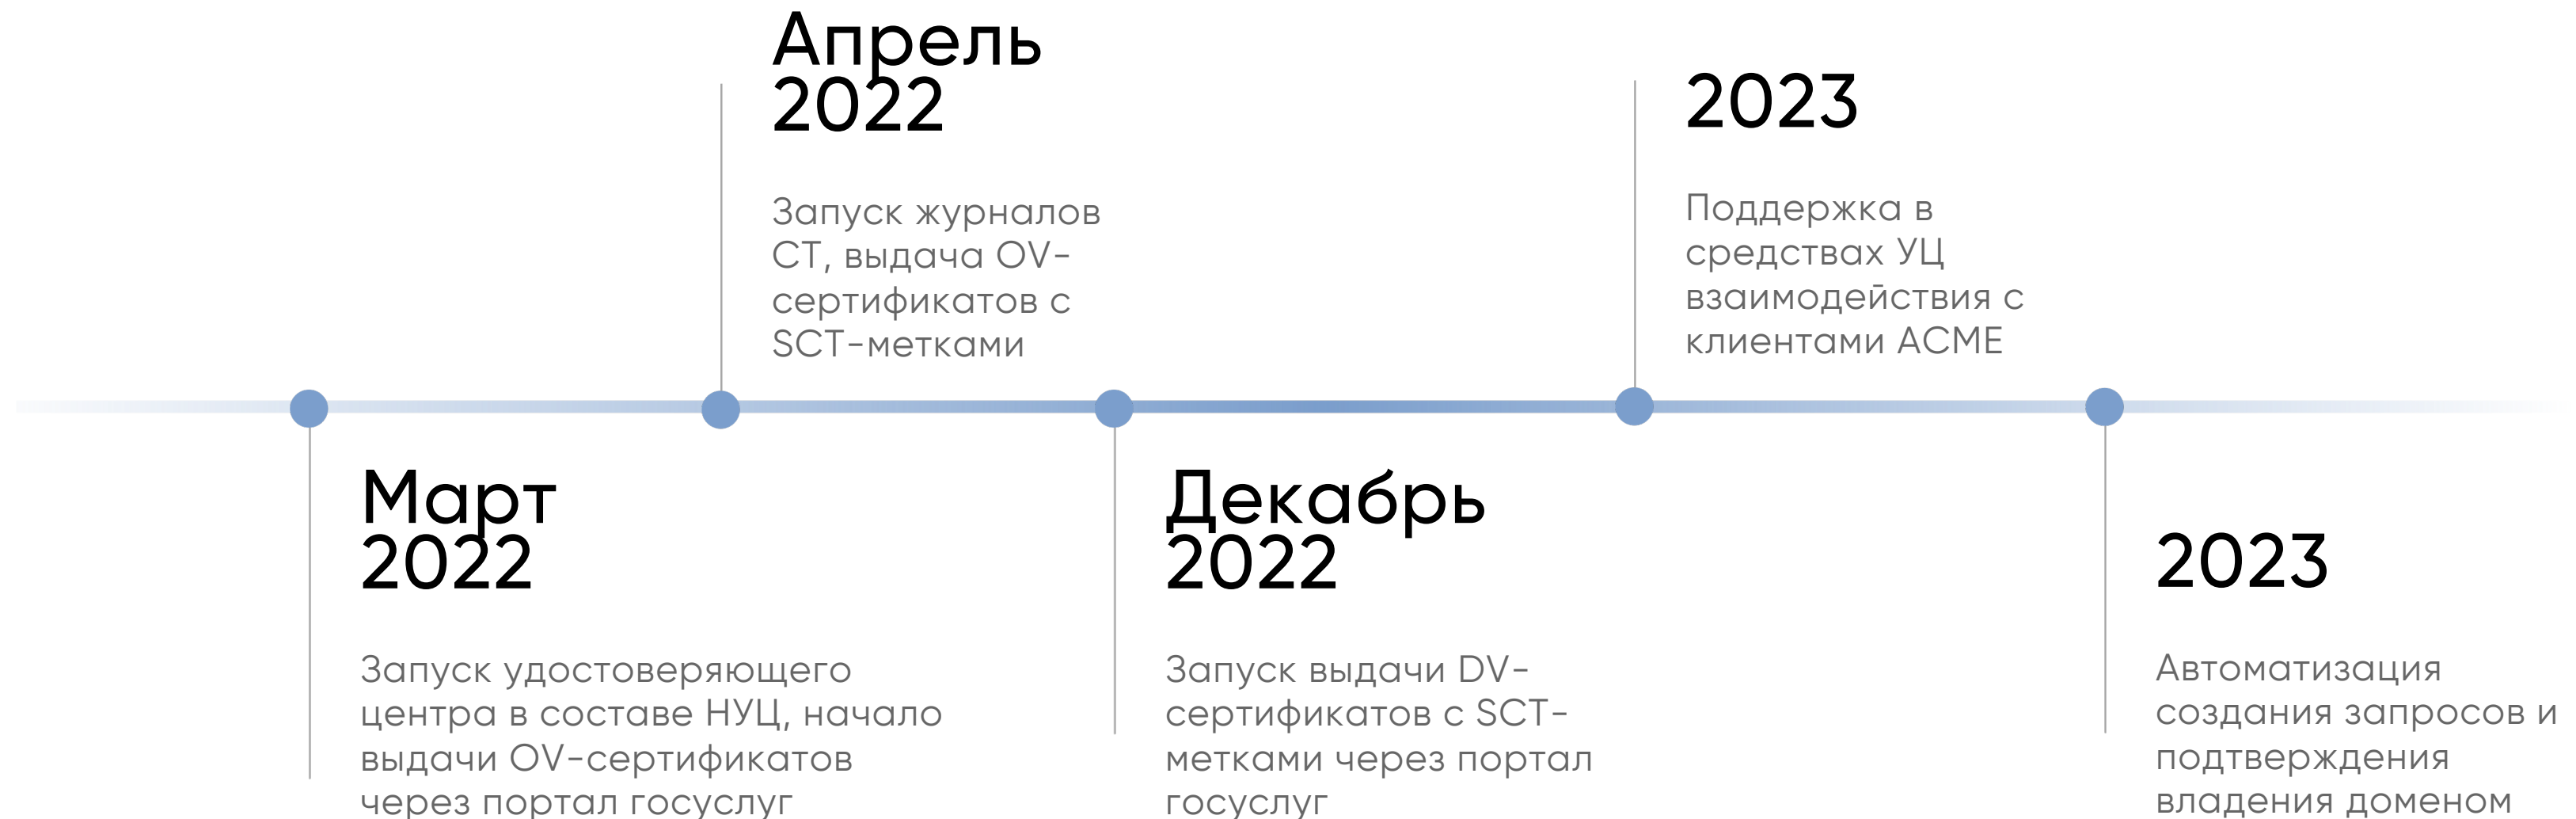 Март
2022
Запуск удостоверяющего
центра в составе НУЦ, начало
выдачи OV-сертификатов
через портал госуслуг
Апрель
2022
Запуск журналов
СТ, выдача OV-
сертификатов с
SCT-метками
Декабрь
2022
Запуск выдачи DV-
сертификатов с SCT-
метками через портал
госуслуг
2023
Поддержка в
средствах УЦ
взаимодействия с
клиентами ACME
2023
Автоматизация
создания запросов и
подтверждения
владения доменом